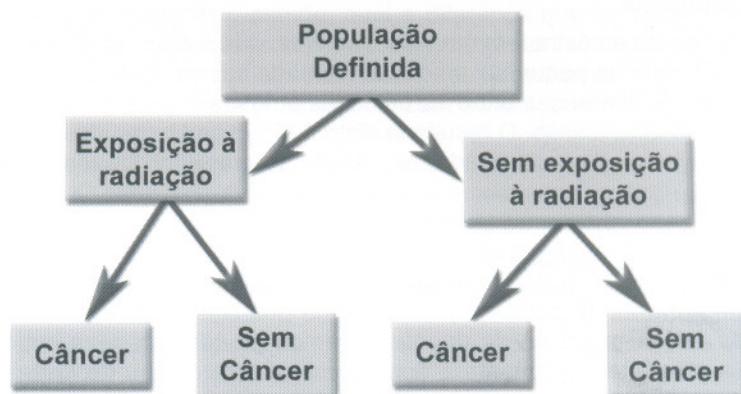 População
Definida
Exposição à
radiação
Sem exposição
à radiação
Câncer
Sem
Câncer
Câncer
Sem
Câncer